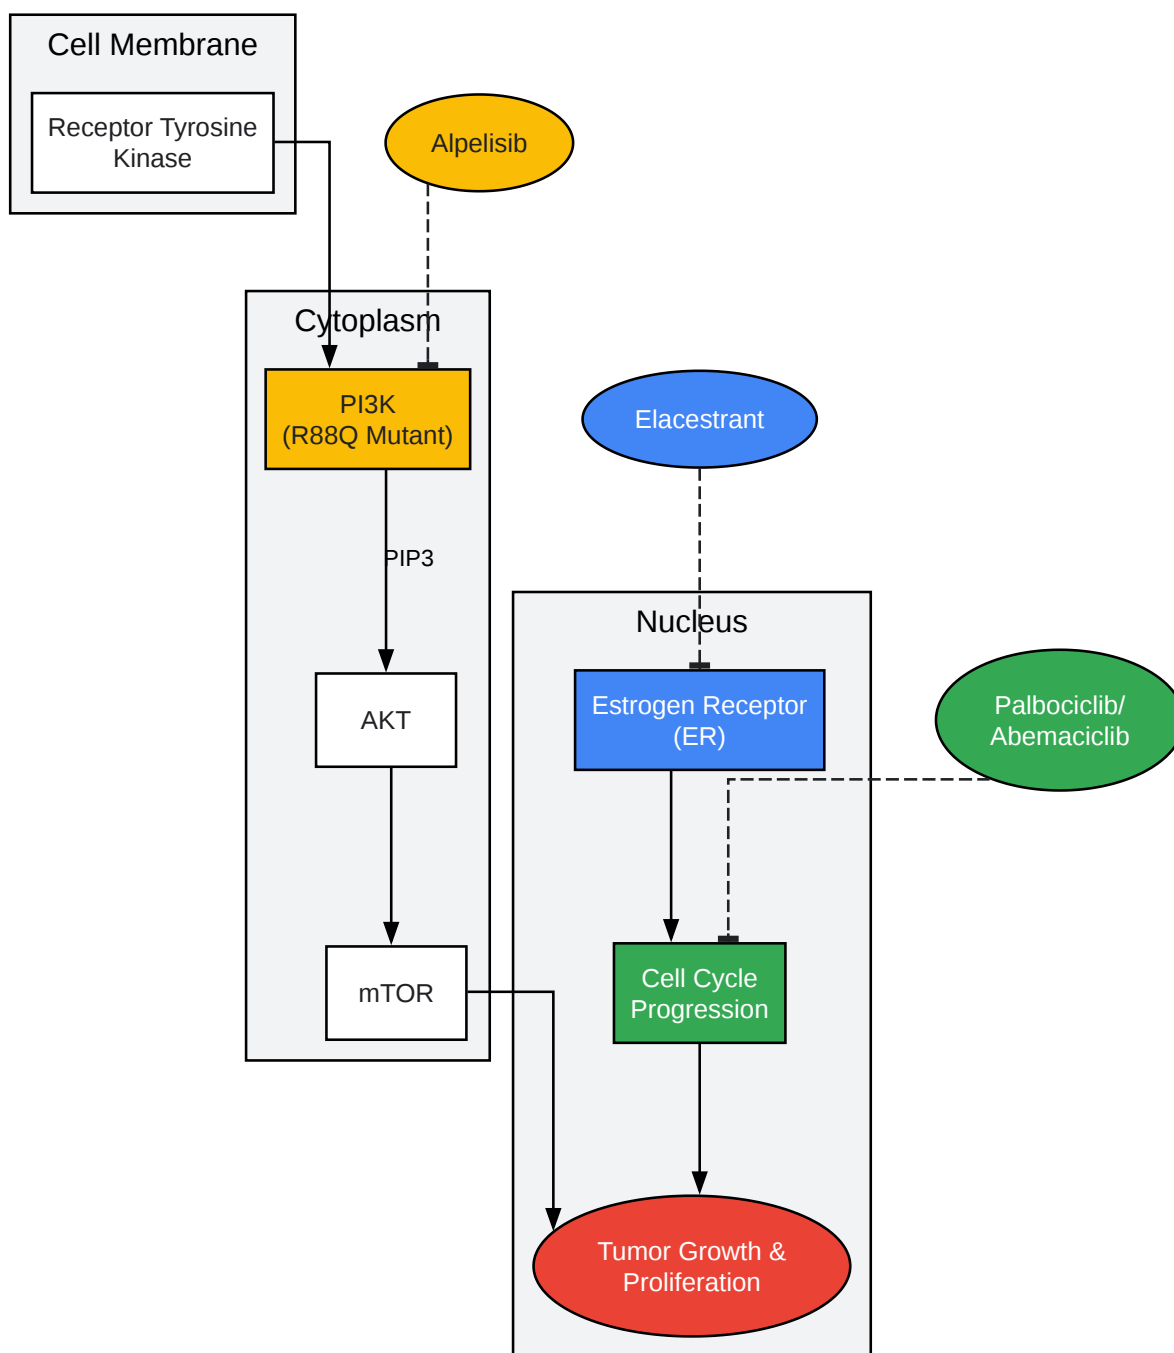 Cell Membrane
Receptor Tyrosine
Kinase
Alpelisib
Cytoplasm
PI3K
(R88Q Mutant)
Elacestrant
PIP3
Nucleus
Estrogen Receptor
(ER)
Palbociclib/
Abemaciclib
AKT
Cell Cycle
Progression
mTOR
Tumor Growth &
Proliferation